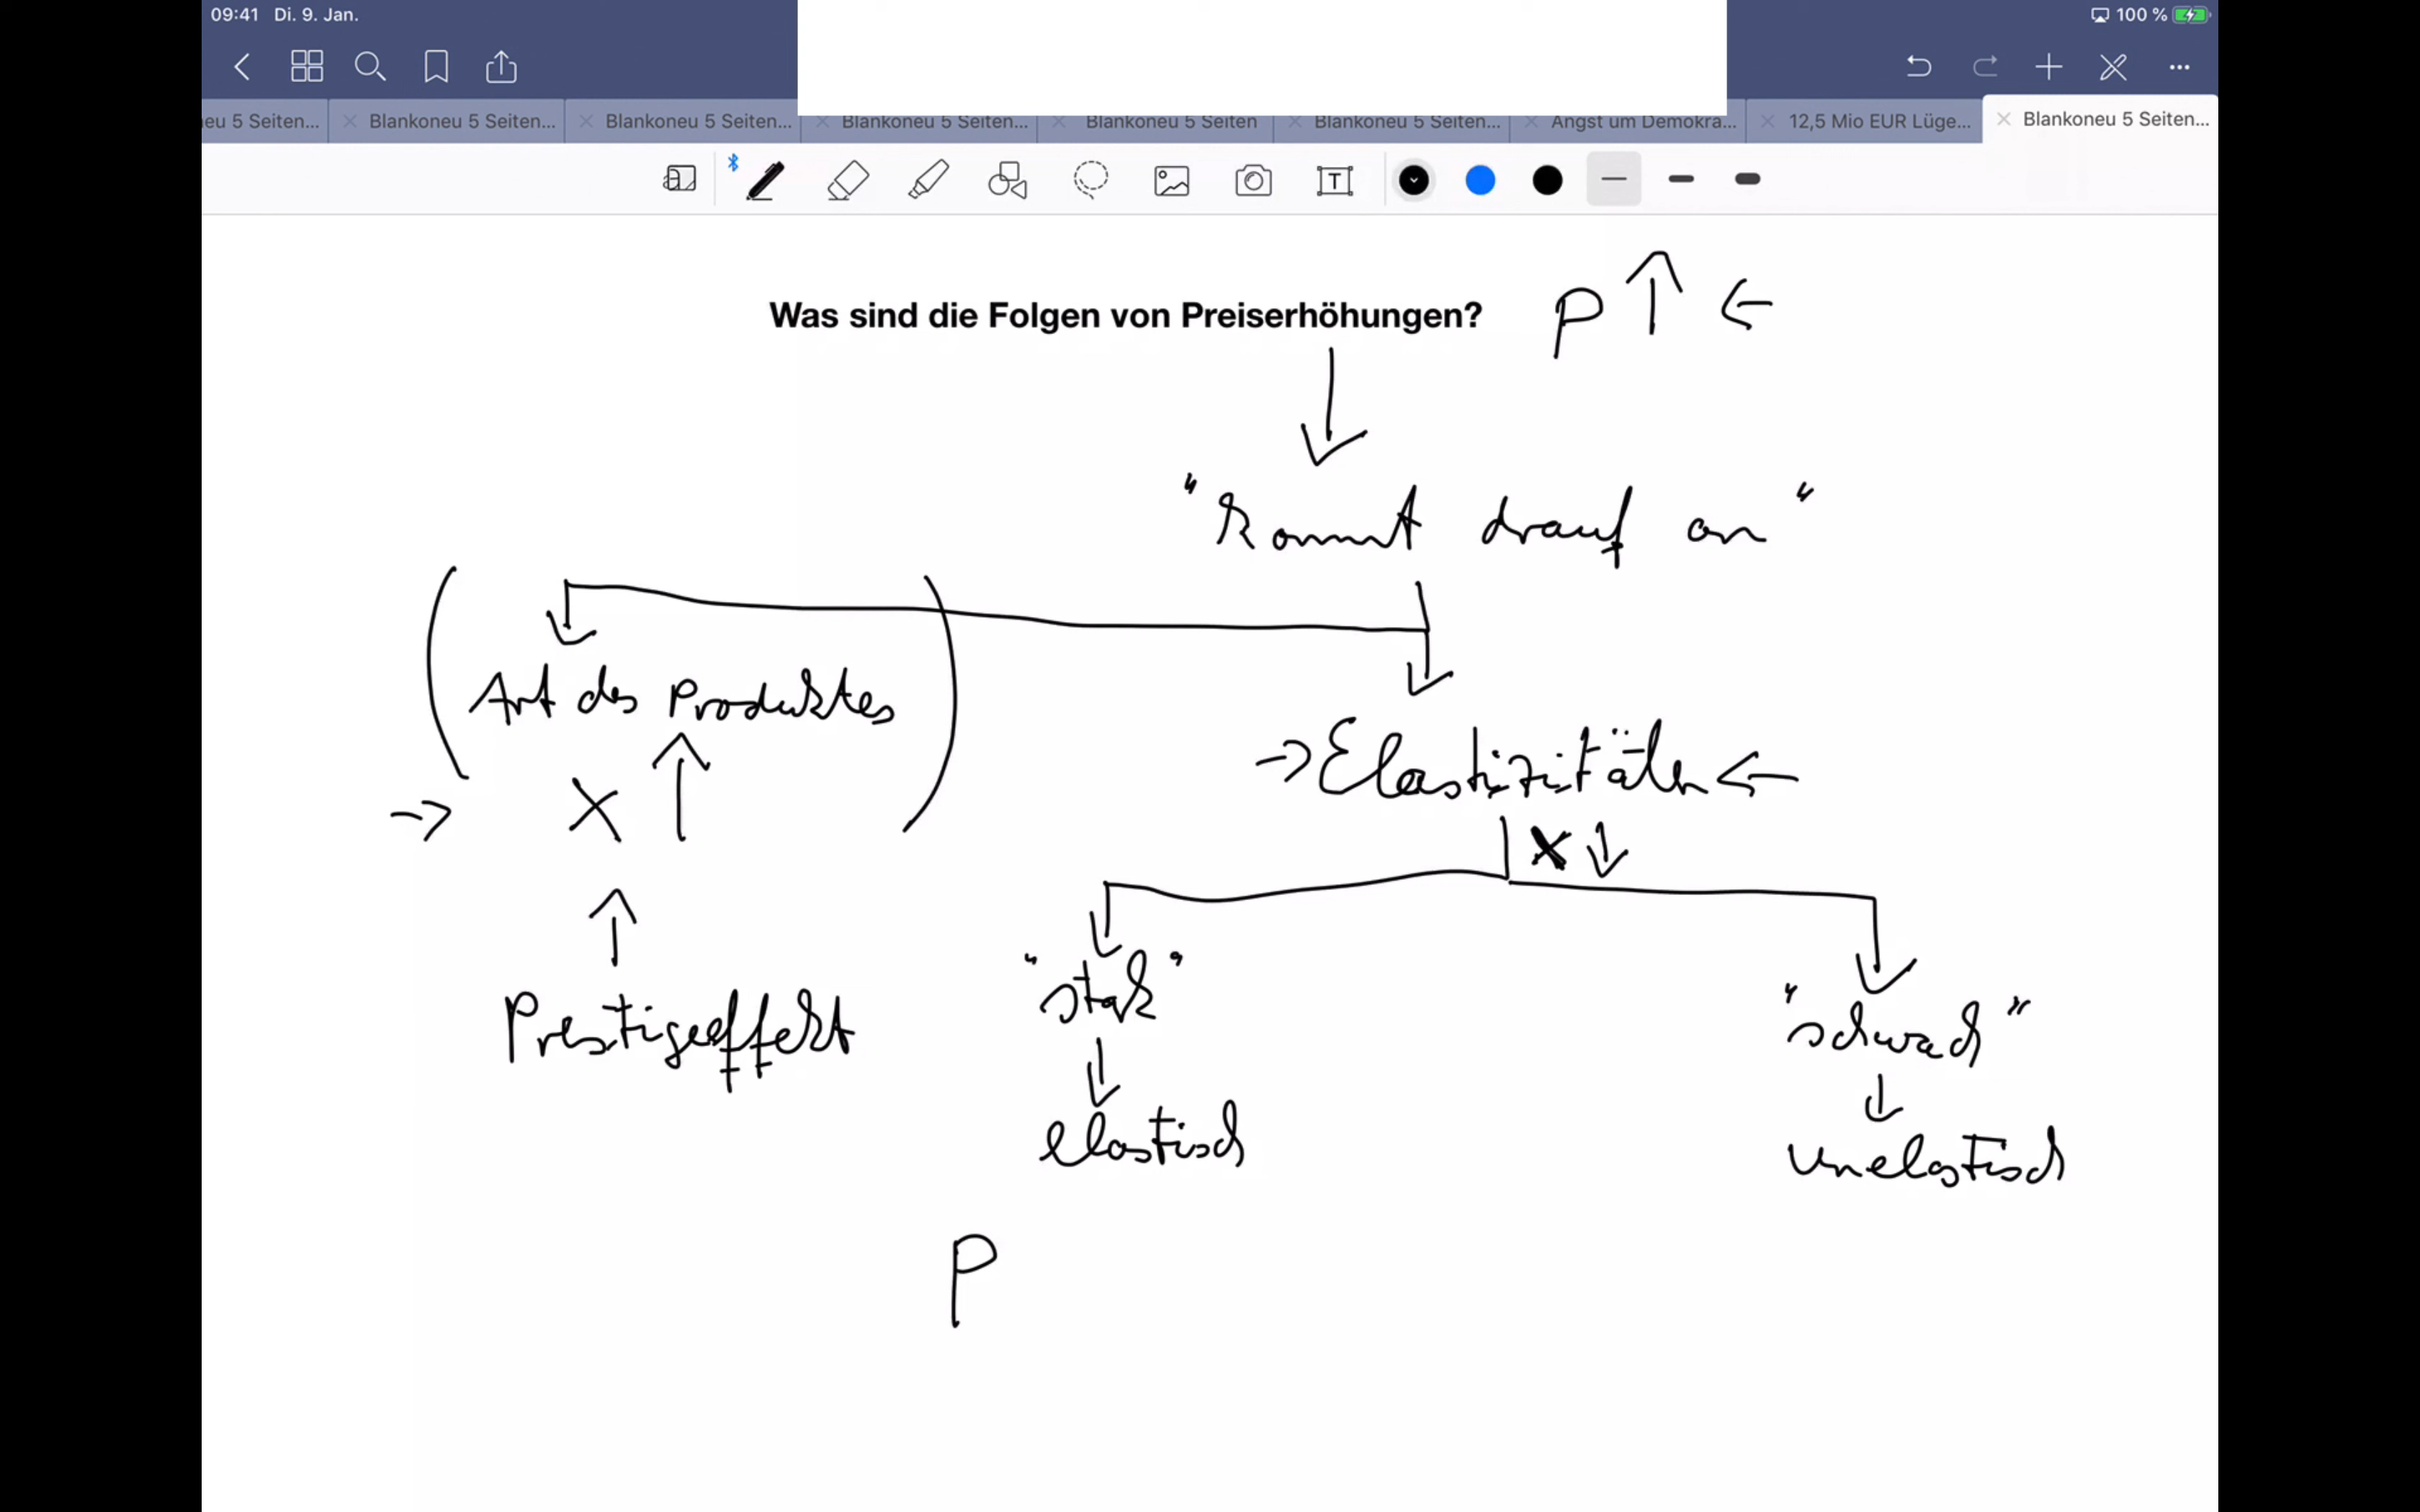 09:41 Di. 9. Jan. 100 %
eu 5 Seiten... Blankoneu 5 Seiten... Blankoneu 5 Seiten... Blankoneu 5 Seiten... Blankoneu 5 Seiten Blankoneu 5 Seiten... Angst um Demokra... 12,5 Mio EUR Lüge... Blankoneu 5 Seiten...
a T
Was sind die Folgen von Preiserhöhungen? P ↑ ←
↓
"Kommt drauf an"
( Art des Produktes )
→ Elastizitäten ←
→ X ↑
X ↓
↑
Prestigeeffekt
"stark" "schwach"
↓ ↓
elastisch unelastisch
P